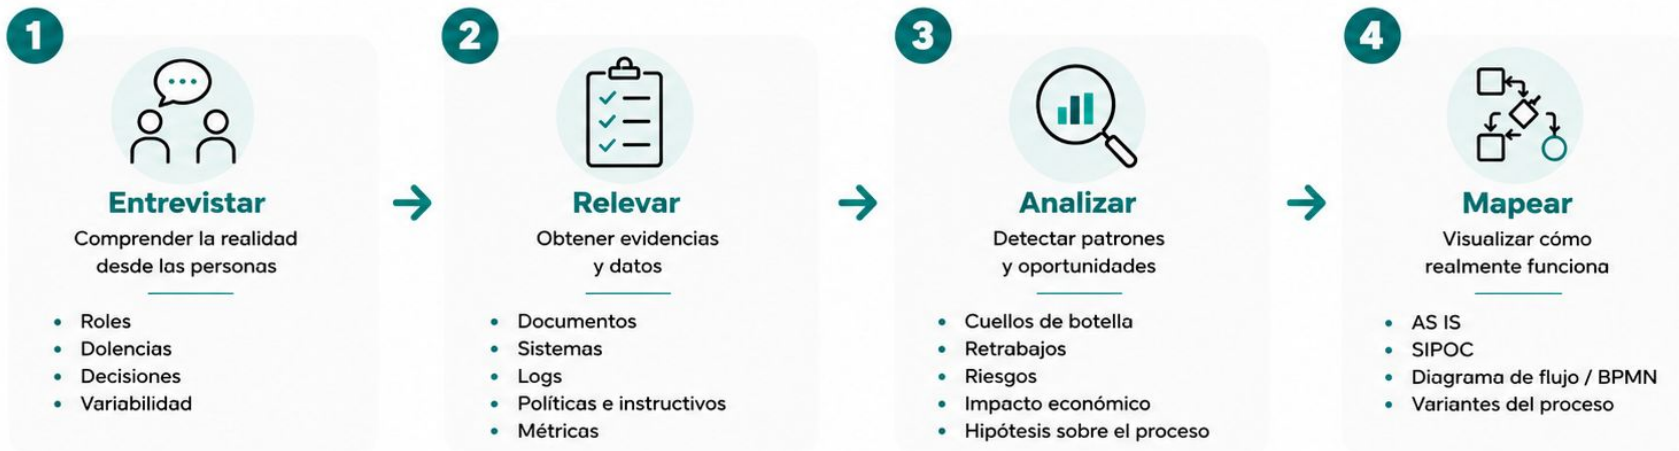 1
Entrevistar
Comprender la realidad
desde las personas
• Roles
• Dolencias
• Decisiones
• Variabilidad
2
Relevar
Obtener evidencias
y datos
• Documentos
• Sistemas
• Logs
• Políticas e instructivos
• Métricas
3
Analizar
Detectar patrones
y oportunidades
• Cuellos de botella
• Retrabajos
• Riesgos
• Impacto económico
• Hipótesis sobre el proceso
4
Mapear
Visualizar cómo
realmente funciona
• AS IS
• SIPOC
• Diagrama de flujo / BPMN
• Variantes del proceso